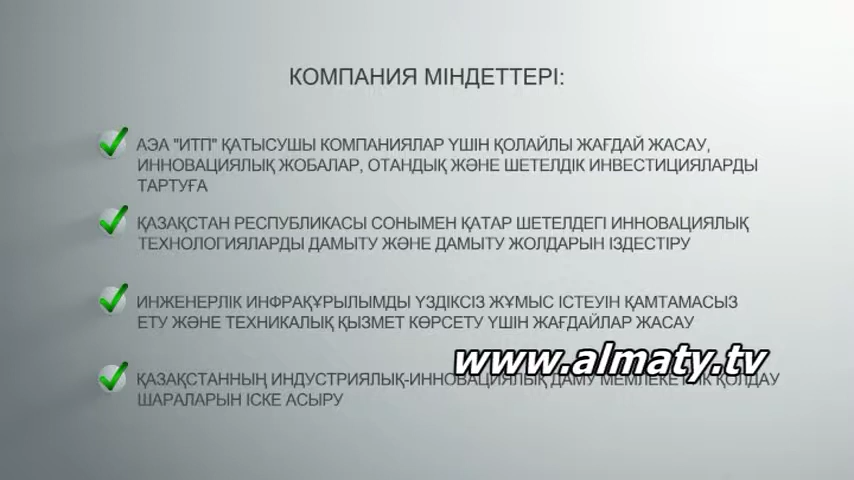 КОМПАНИЯ МІНДЕТТЕРІ:
АЭА "ИТП" ҚАТЫСУШЫ КОМПАНИЯЛАР ҮШІН ҚОЛАЙЛЫ ЖАҒДАЙ ЖАСАУ,
ИННОВАЦИЯЛЫҚ ЖОБАЛАР, ОТАНДЫҚ ЖӘНЕ ШЕТЕЛДІК ИНВЕСТИЦИЯЛАРДЫ
ТАРТУҒА
ҚАЗАҚСТАН РЕСПУБЛИКАСЫ СОНЫМЕН ҚАТАР ШЕТЕЛДЕГІ ИННОВАЦИЯЛЫҚ
ТЕХНОЛОГИЯЛАРДЫ ДАМЫТУ ЖӘНЕ ДАМЫТУ ЖОЛДАРЫН ІЗДЕСТІРУ
ИНЖЕНЕРЛІК ИНФРАҚҰРЫЛЫМДЫ ҮЗДІКСІЗ ЖҰМЫС ІСТЕУІН ҚАМТАМАСЫЗ
ЕТУ ЖӘНЕ ТЕХНИКАЛЫҚ ҚЫЗМЕТ КӨРСЕТУ ҮШІН ЖАҒДАЙЛАР ЖАСАУ
www.almaty.tv
ҚАЗАҚСТАННЫҢ ИНДУСТРИЯЛЫҚ-ИННОВАЦИЯЛЫҚ ДАМУ МЕМЛЕКЕТТІК ҚОЛДАУ
ШАРАЛАРЫН ІСКЕ АСЫРУ